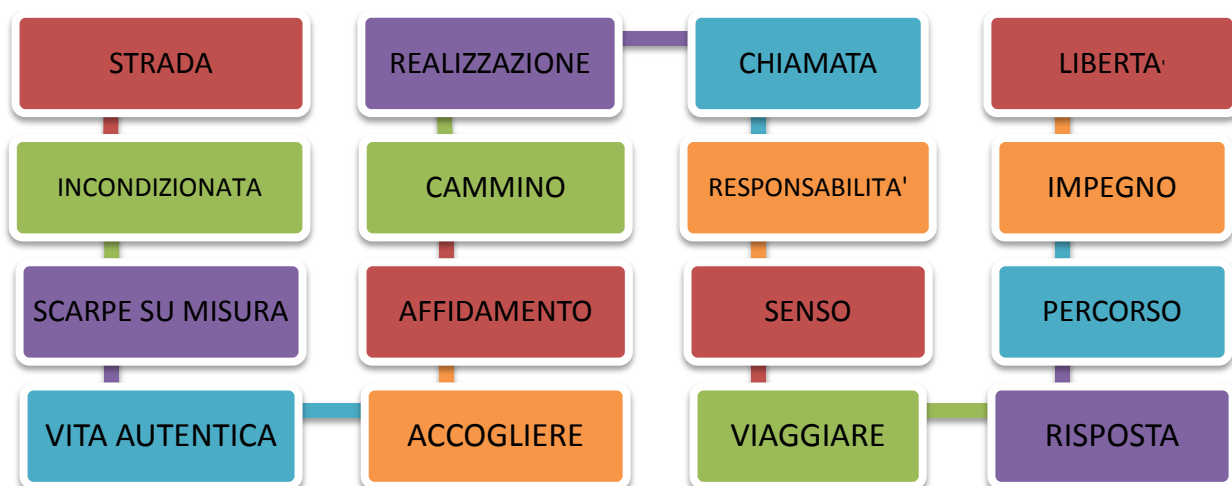 STRADA
REALIZZAZIONE
CHIAMATA
LIBERTA'
INCONDIZIONATA
CAMMINO
RESPONSABILITA'
IMPEGNO
SCARPE SU MISURA
AFFIDAMENTO
SENSO
PERCORSO
VITA AUTENTICA
ACCOGLIERE
VIAGGIARE
RISPOSTA